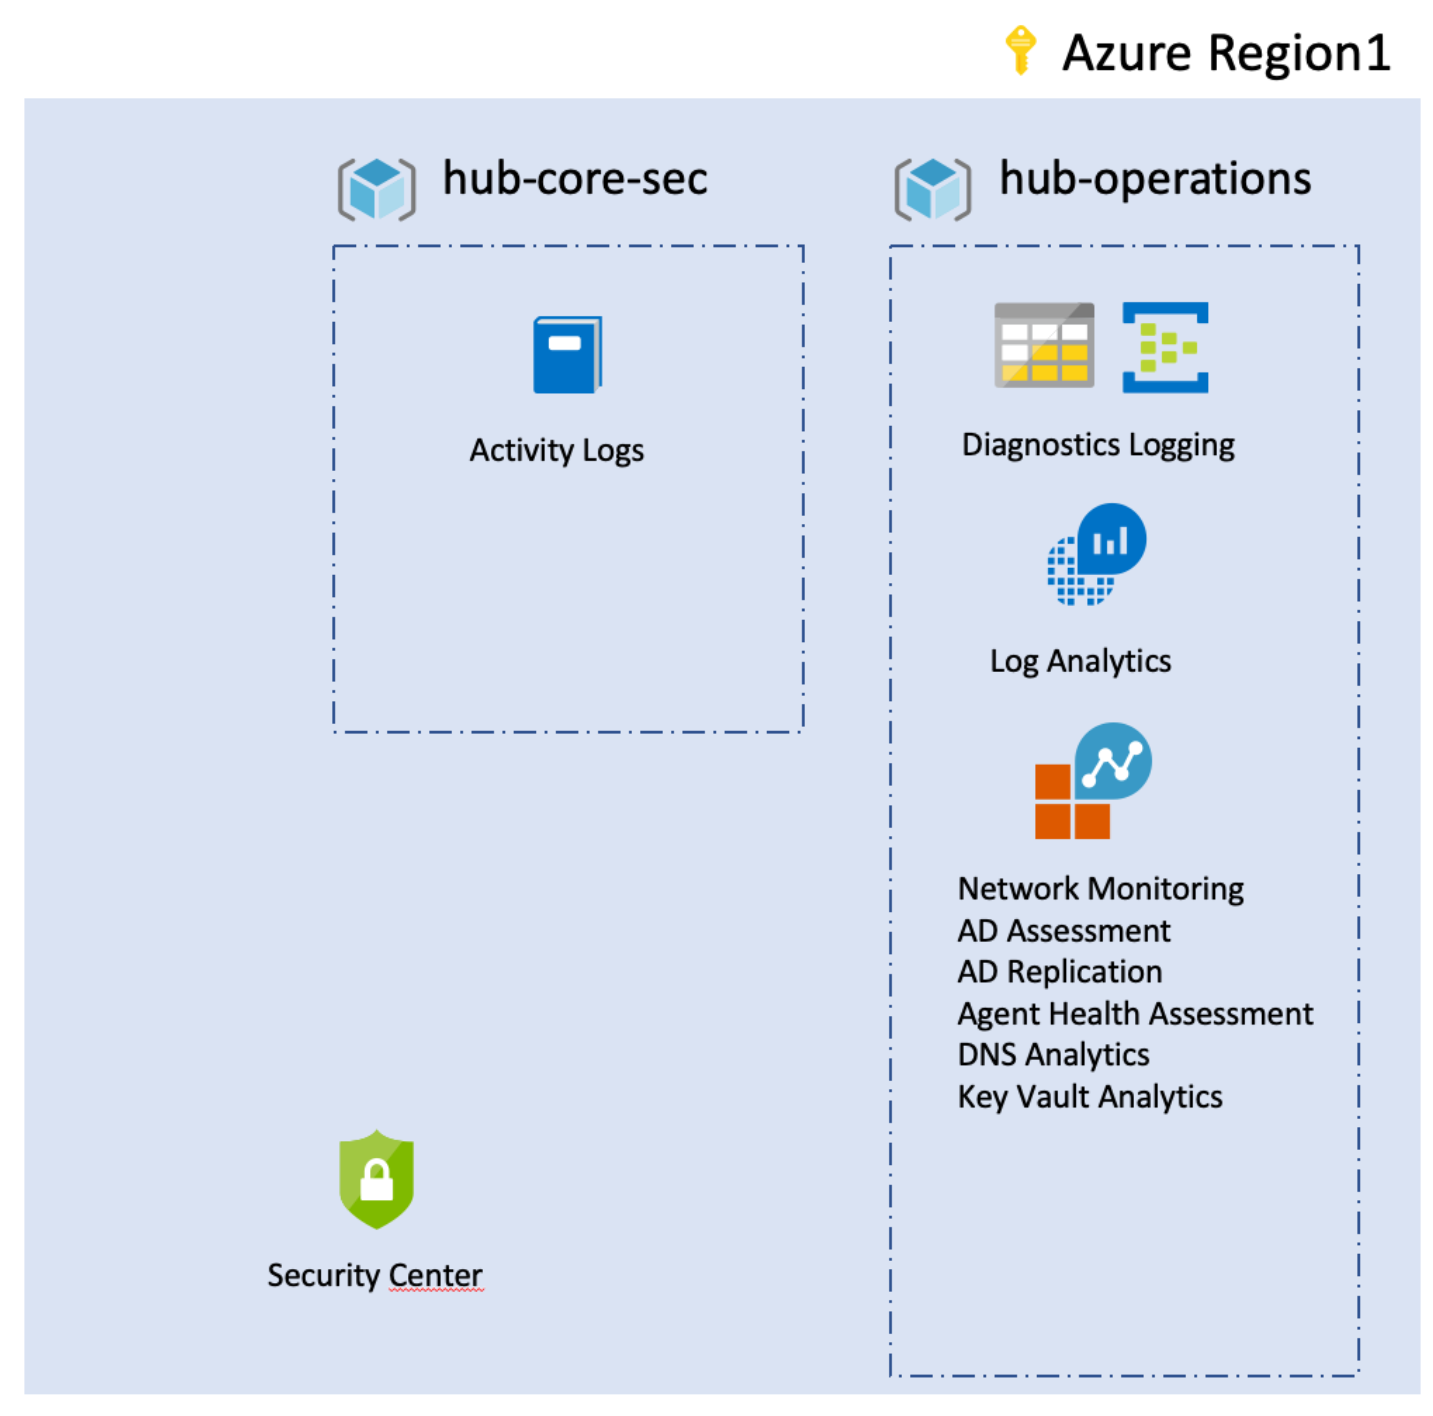 Azure Region1
hub-core-sec
Activity Logs
hub-operations
Diagnostics Logging
Log Analytics
Network Monitoring
AD Assessment
AD Replication
Agent Health Assessment
DNS Analytics
Key Vault Analytics
Security Center